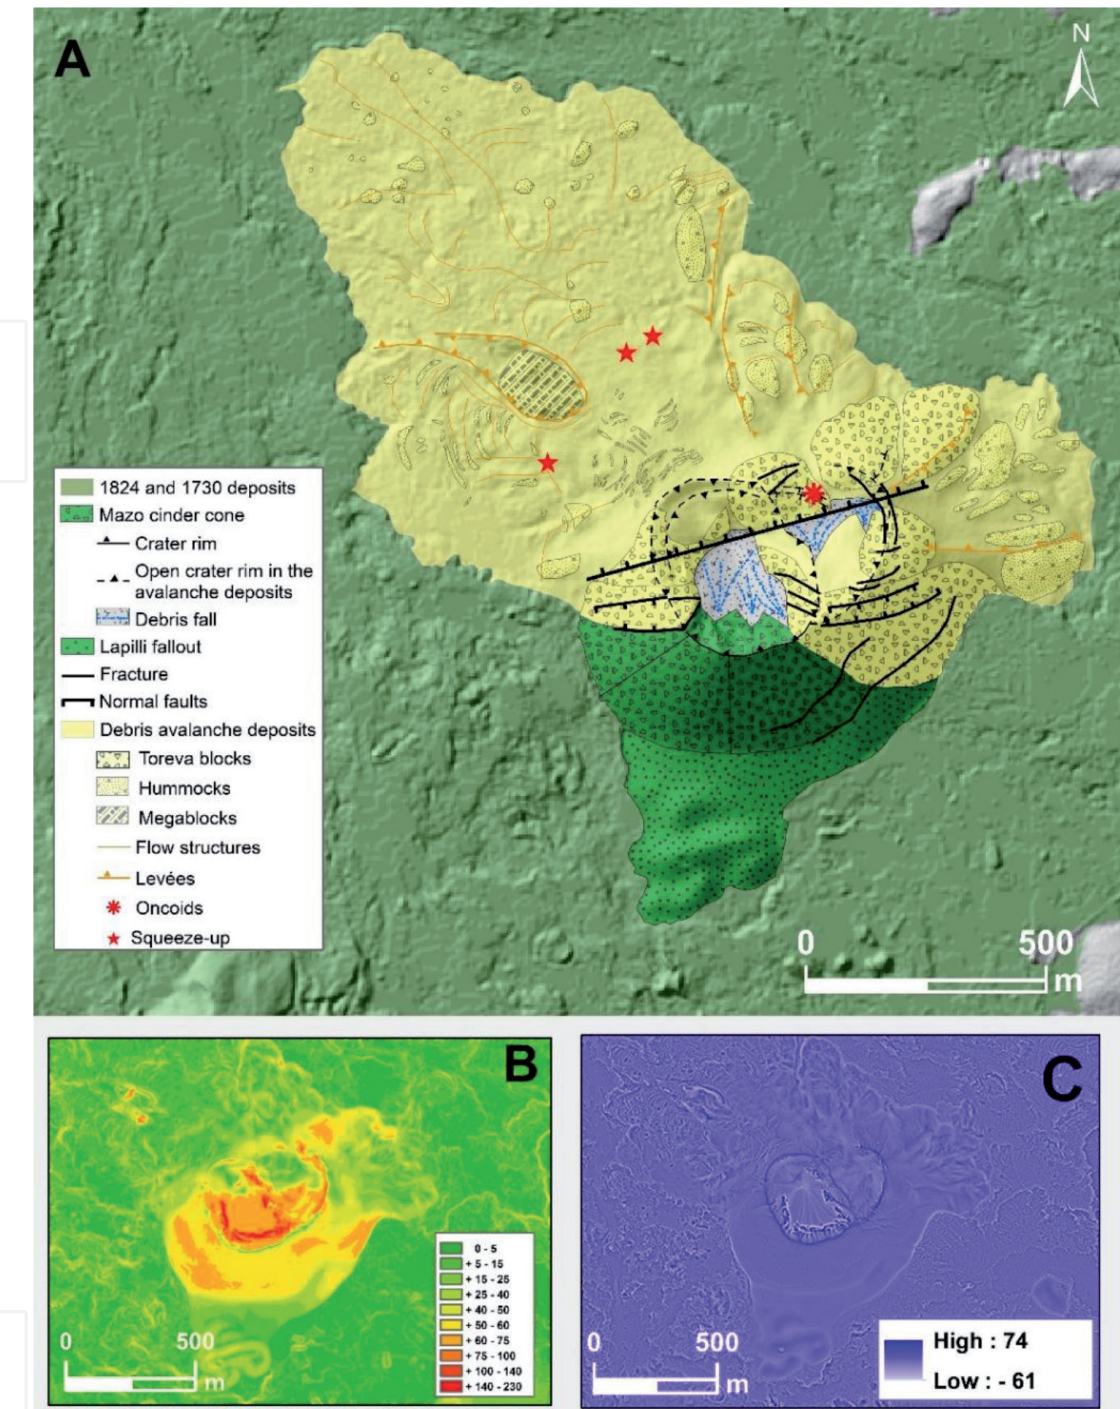 A
N
1824 and 1730 deposits
Mazo cinder cone
Crater rim
Open crater rim in the
avalanche deposits
Debris fall
Lapilli fallout
Fracture
Normal faults
Debris avalanche deposits
Toreva blocks
Hummocks
Megablocks
Flow structures
Levées
Oncoids
Squeeze-up
0 500
m
B
0 - 5
+ 5 - 15
+ 15 - 25
+ 25 - 40
+ 40 - 50
+ 50 - 60
+ 60 - 75
+ 75 - 100
+ 100 - 140
+ 140 - 230
0 500
m
C
0 500
m
High : 74
Low : - 61